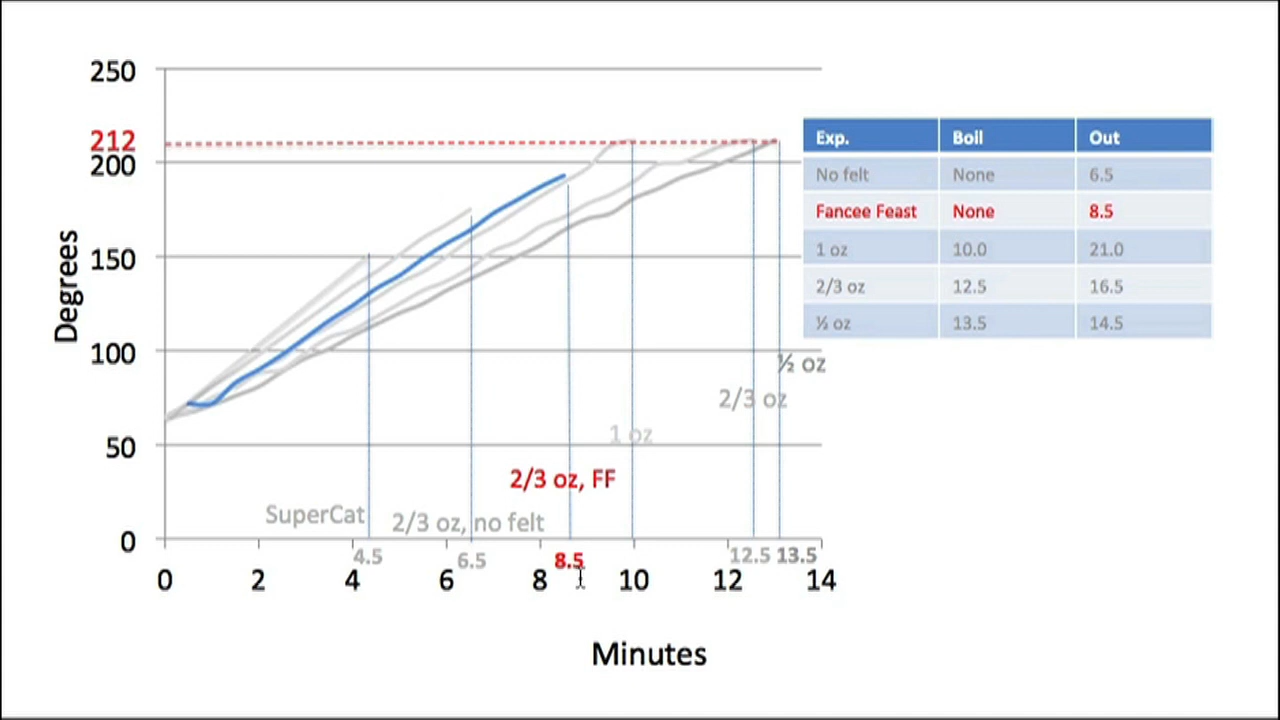 250
212
200
150
100
50
0
Degrees
Exp. Boil Out
No felt None 6.5
Fancee Feast None 8.5
1 oz 10.0 21.0
2/3 oz 12.5 16.5
½ oz 13.5 14.5
½ oz
2/3 oz
1 oz
2/3 oz, FF
SuperCat
2/3 oz, no felt
4.5 6.5 8.5 12.5 13.5
0 2 4 6 8 10 12 14
Minutes